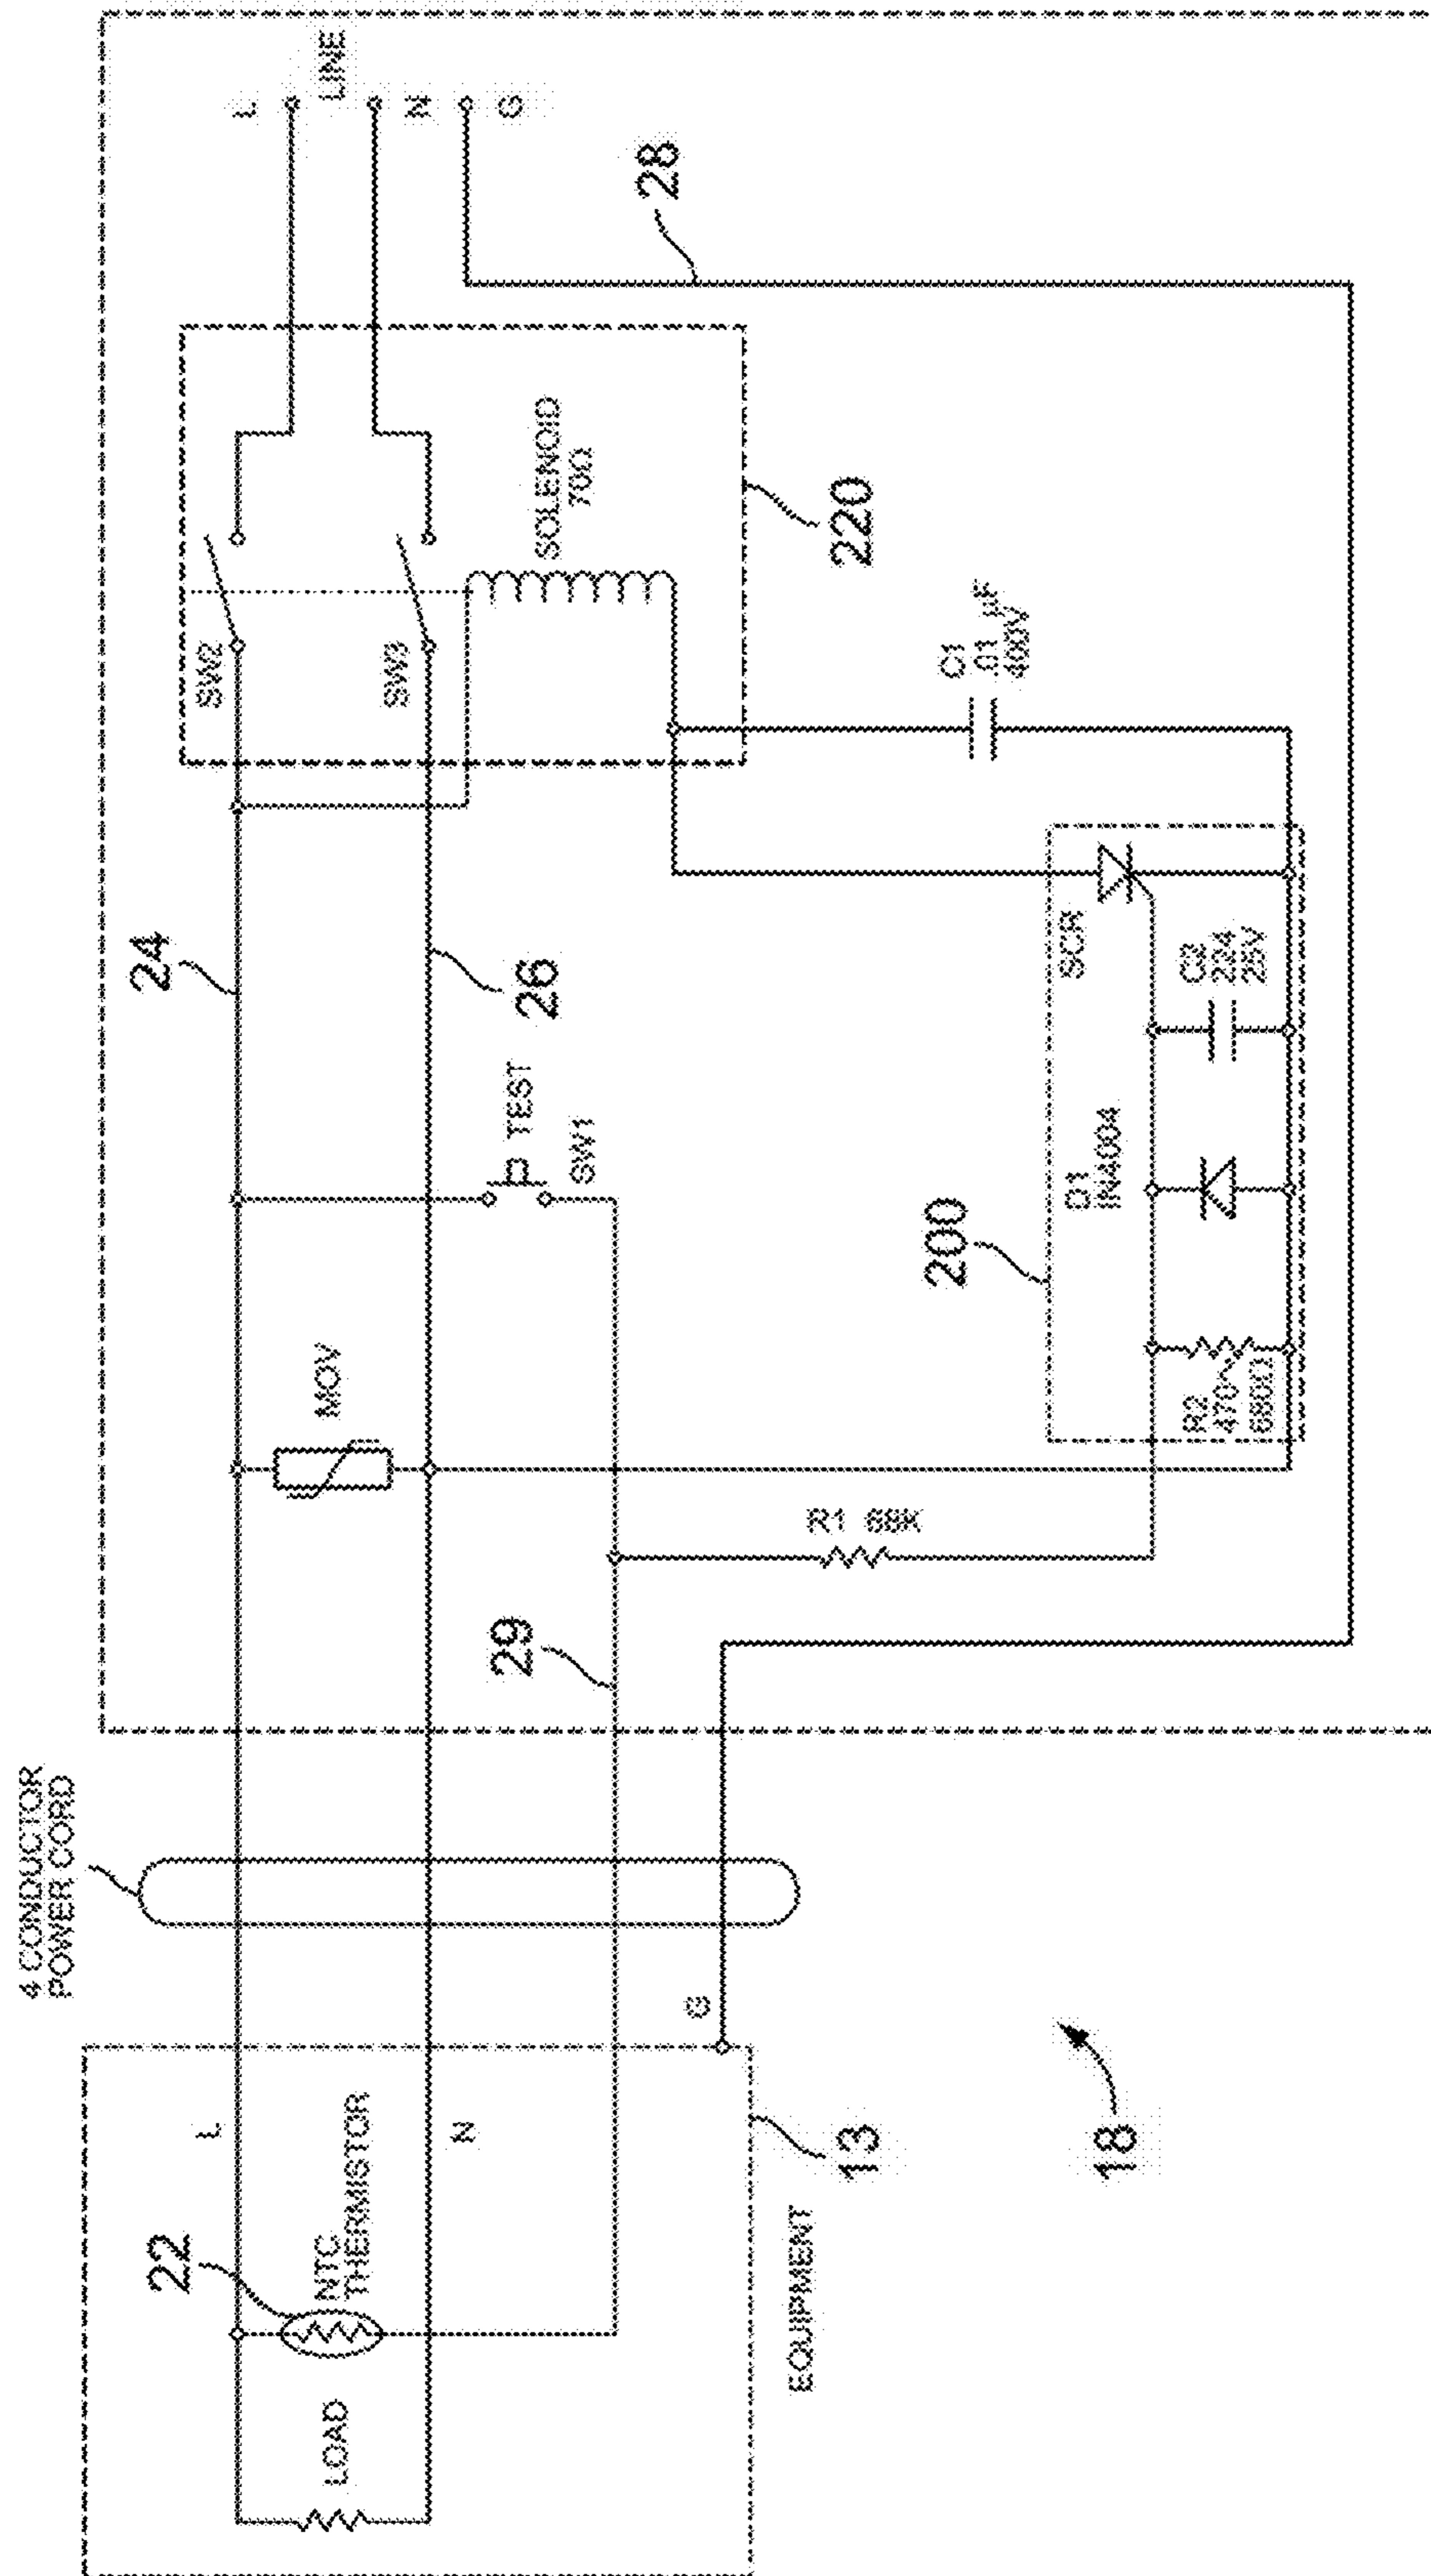 4 CONDUCTOR
POWER CORD
22
L
NTC
THERMISTOR
LOAD
N
G
EQUIPMENT
13
18
29
MOV
R1 68K
24
26
TEST
SW1
200
D1
IN4004
R2
470~
680Ω
C2
224
25V
SCR
SW2
SW3
SOLENOID
70Ω
220
C1
.01 µF
400V
28
L
LINE
N
G